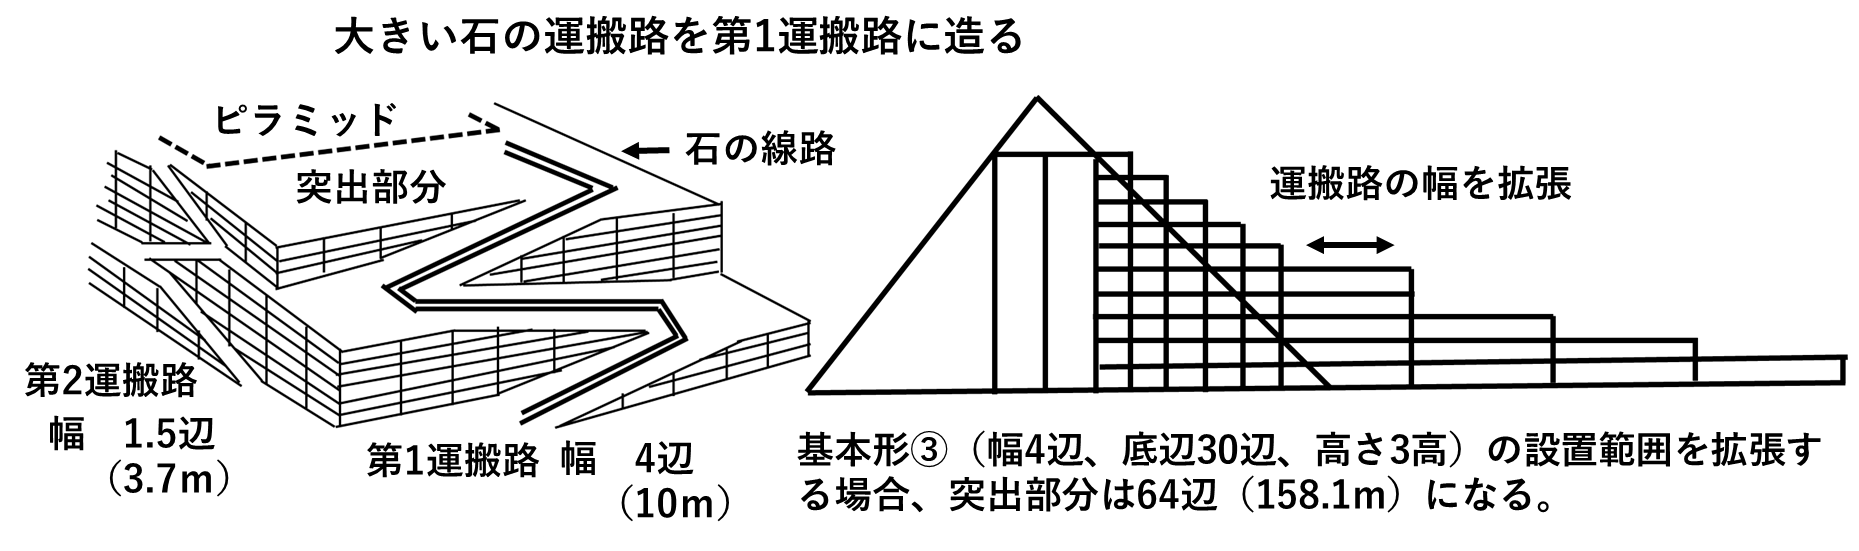 大きい石の運搬路を第1運搬路に造る
ピラミッド
石の線路
突出部分
運搬路の幅を拡張
第2運搬路
幅　1.5辺
（3.7m）
第1運搬路 幅　4辺
（10m）
基本形③（幅4辺、底辺30辺、高さ3高）の設置範囲を拡張す
る場合、突出部分は64辺（158.1m）になる。